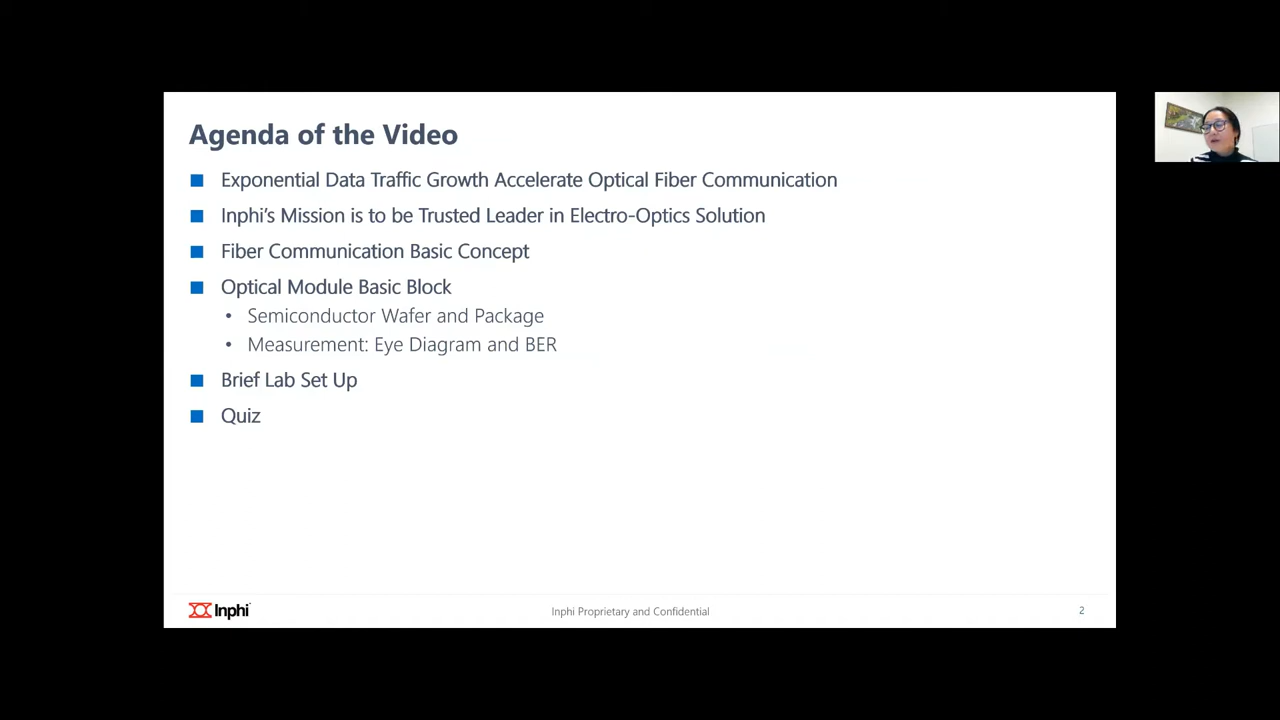 Agenda of the Video
Exponential Data Traffic Growth Accelerate Optical Fiber Communication
Inphi's Mission is to be Trusted Leader in Electro-Optics Solution
Fiber Communication Basic Concept
Optical Module Basic Block
• Semiconductor Wafer and Package
• Measurement: Eye Diagram and BER
Brief Lab Set Up
Quiz
Inphi
Inphi Proprietary and Confidential
2